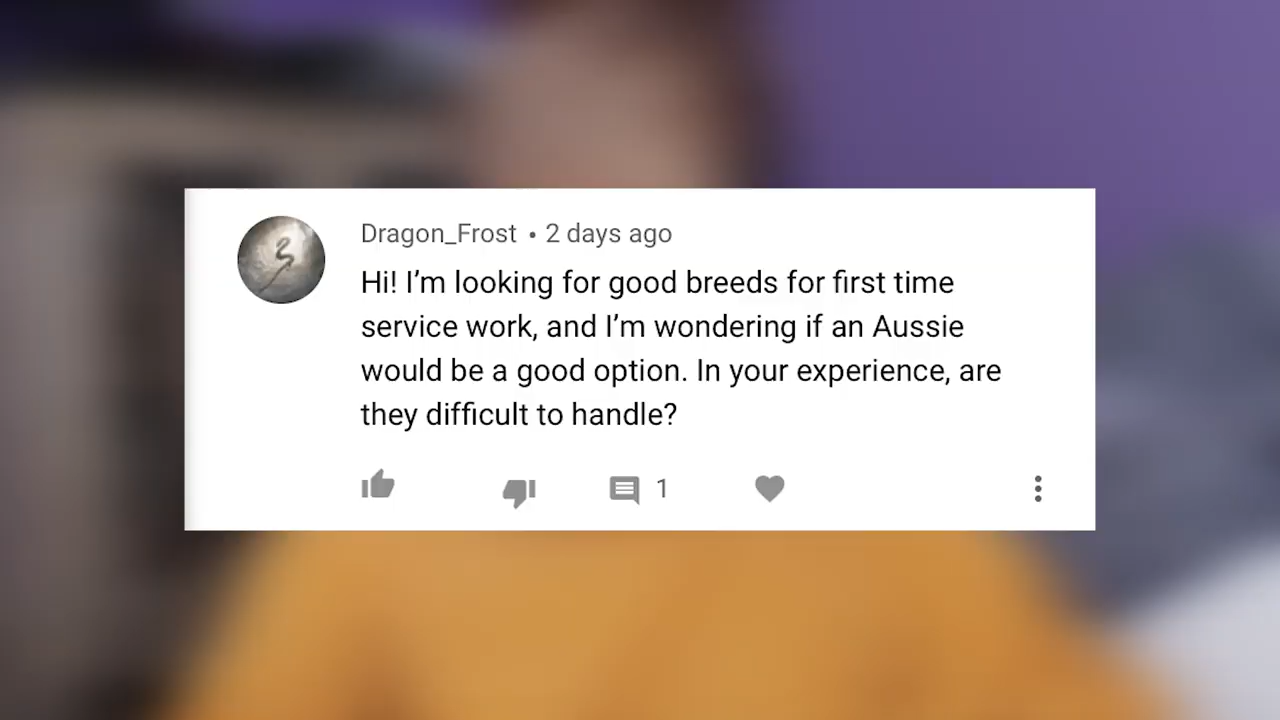 Dragon_Frost • 2 days ago
Hi! I’m looking for good breeds for first time
service work, and I’m wondering if an Aussie
would be a good option. In your experience, are
they difficult to handle?
1